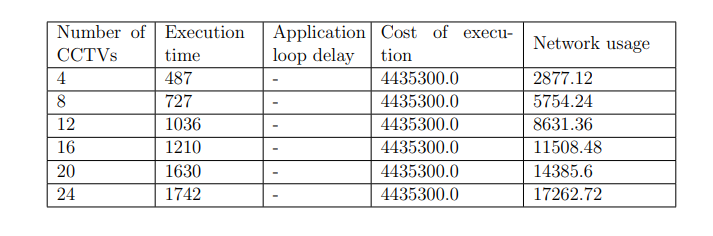 Number of CCTVs | Execution time | Application loop delay | Cost of execu-tion | Network usage
4 | 487 | - | 4435300.0 | 2877.12
8 | 727 | - | 4435300.0 | 5754.24
12 | 1036 | - | 4435300.0 | 8631.36
16 | 1210 | - | 4435300.0 | 11508.48
20 | 1630 | - | 4435300.0 | 14385.6
24 | 1742 | - | 4435300.0 | 17262.72